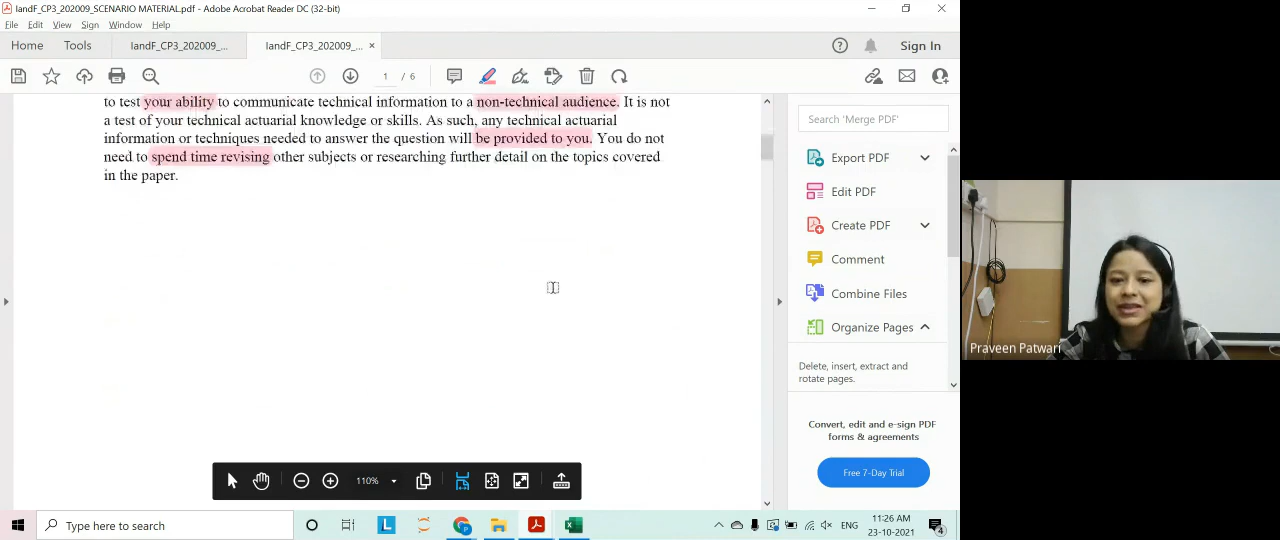 IandF_CP3_202009_SCENARIO MATERIAL.pdf - Adobe Acrobat Reader DC (32-bit)
File Edit View Sign Window Help
Home Tools IandF_CP3_202009_... IandF_CP3_202009_... × Sign In
1 / 6
to test your ability to communicate technical information to a non-technical audience. It is not
a test of your technical actuarial knowledge or skills. As such, any technical actuarial
information or techniques needed to answer the question will be provided to you. You do not
need to spend time revising other subjects or researching further detail on the topics covered
in the paper.
Search 'Merge PDF'
Export PDF
Edit PDF
Create PDF
Comment
Combine Files
Organize Pages
Delete, insert, extract and
rotate pages.
Convert, edit and e-sign PDF
forms & agreements
Free 7-Day Trial
110%
Praveen Patwari
Type here to search
ENG
11:26 AM
23-10-2021
4